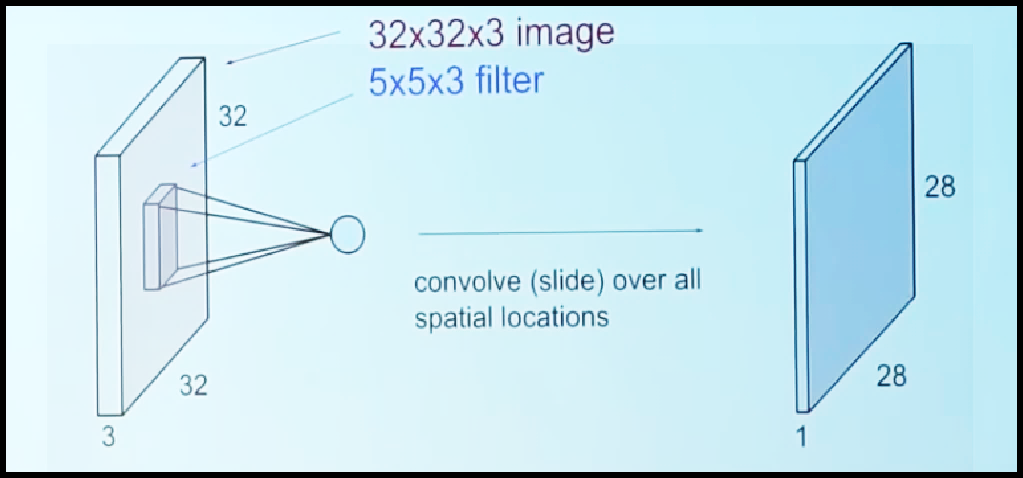 32x32x3 image
5x5x3 filter
32
32
3
convolve (slide) over all
spatial locations
28
28
1